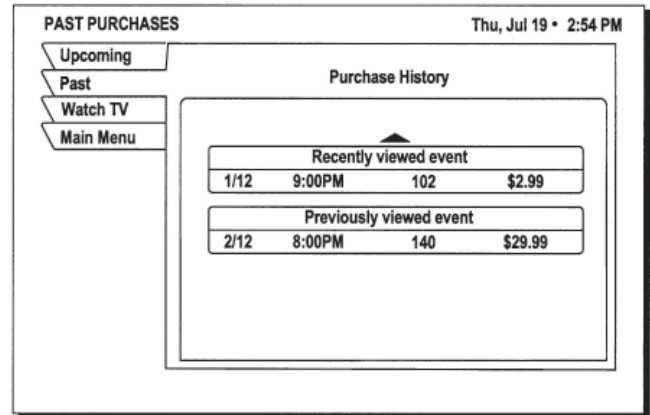 PAST PURCHASES Thu, Jul 19 • 2:54 PM
Upcoming
Past
Watch TV
Main Menu
Purchase History
Recently viewed event
1/12 9:00PM 102 $2.99
Previously viewed event
2/12 8:00PM 140 $29.99